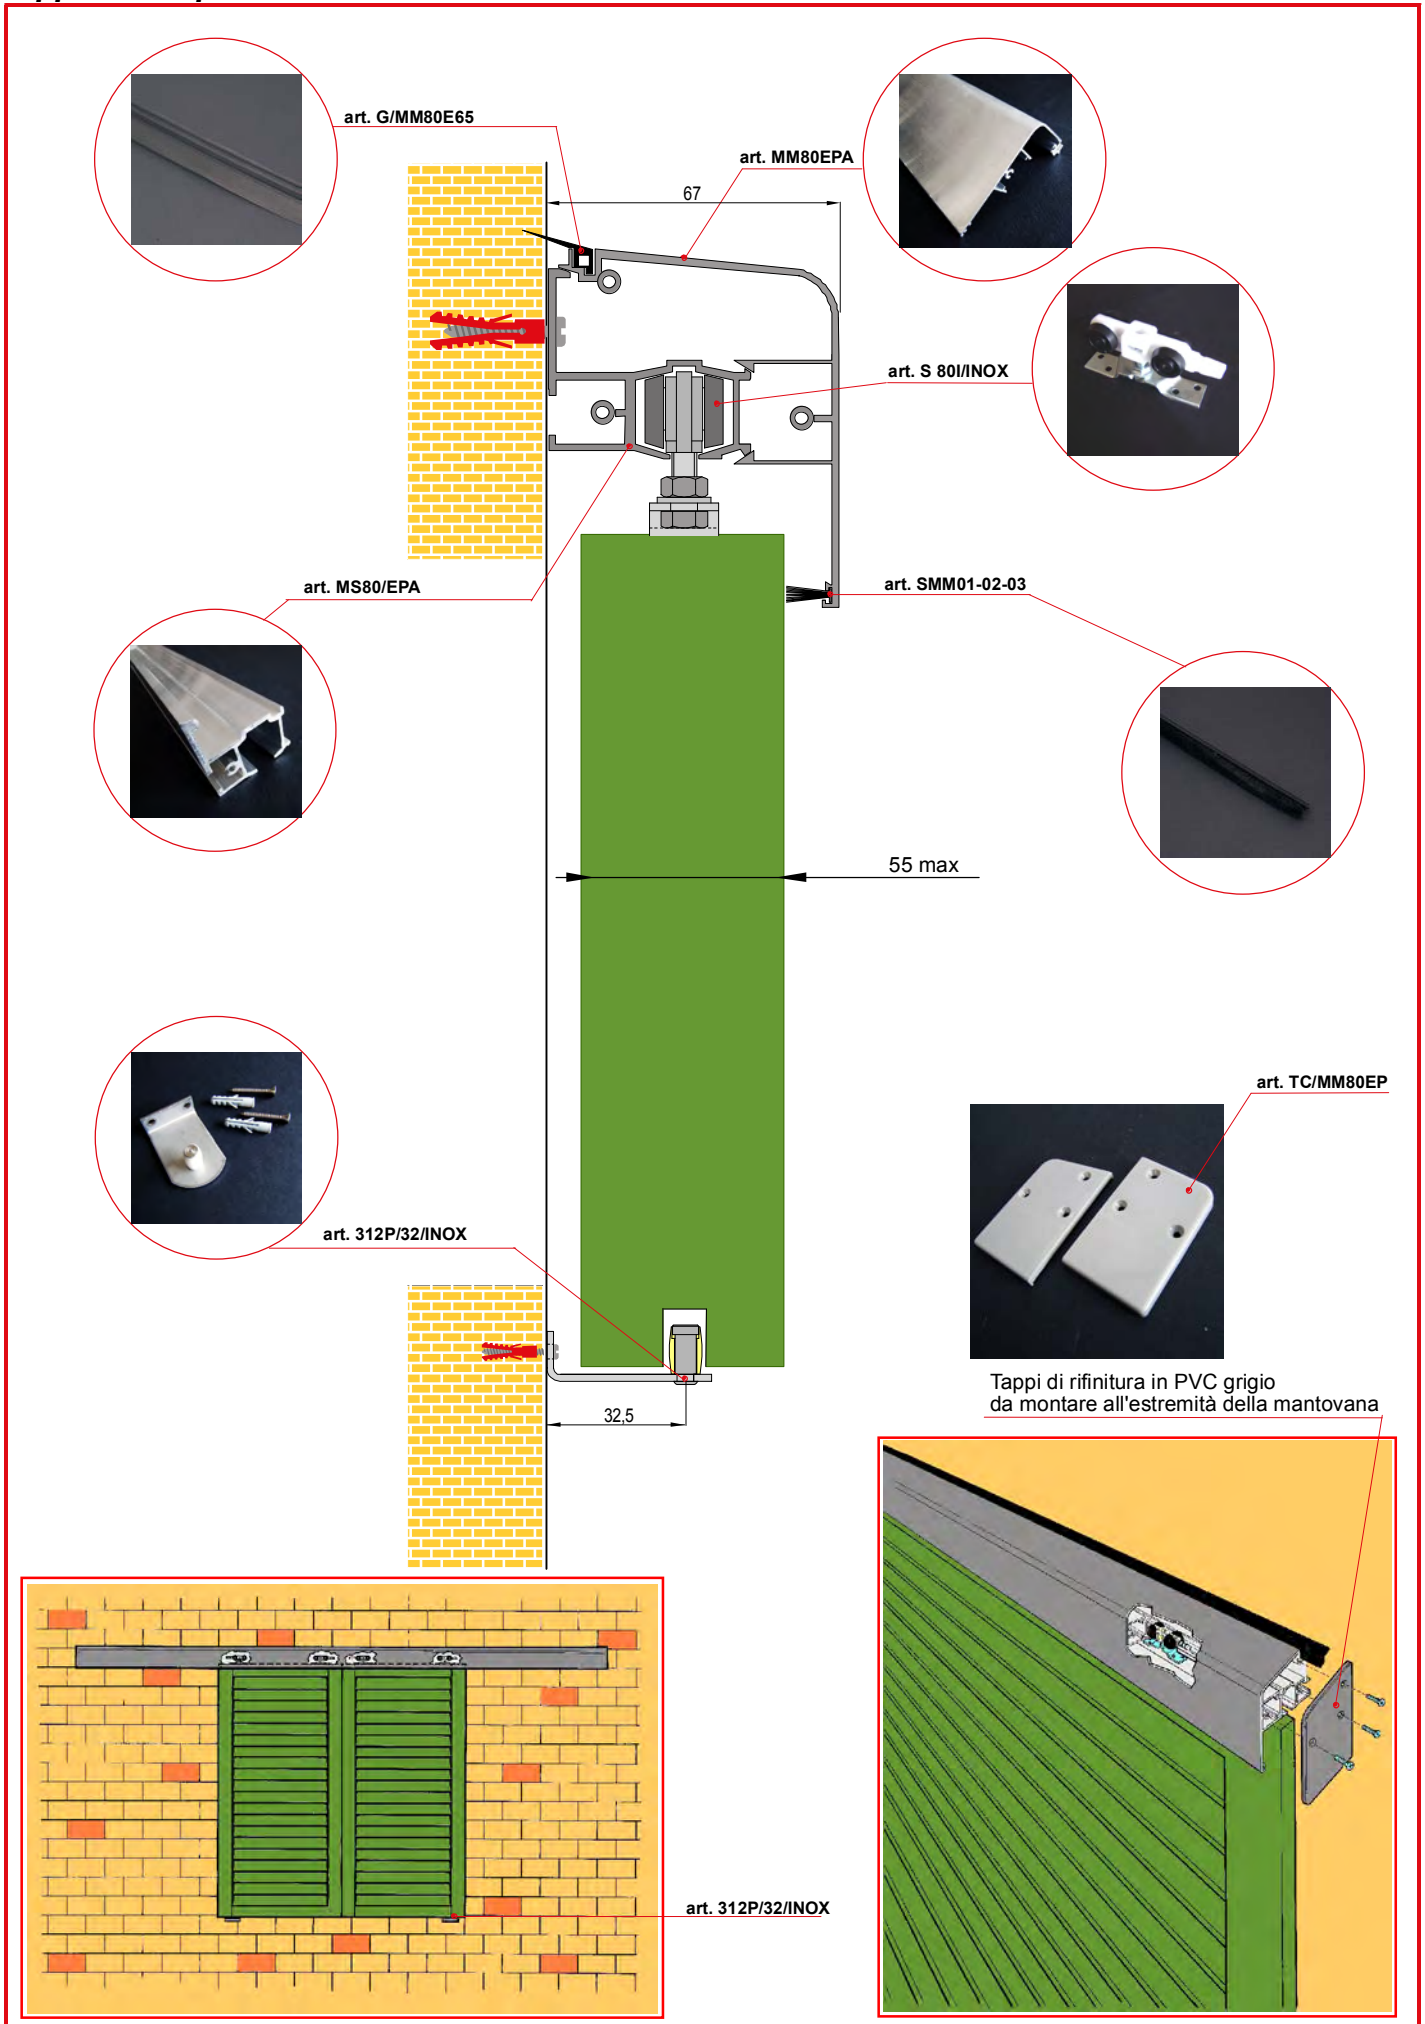 art. G/MM80E65
art. MM80EPA
67
art. S 80I/INOX
art. MS80/EPA
art. SMM01-02-03
55 max
art. TC/MM80EP
art. 312P/32/INOX
Tappi di rifinitura in PVC grigio
da montare all'estremità della mantovana
32,5
art. 312P/32/INOX